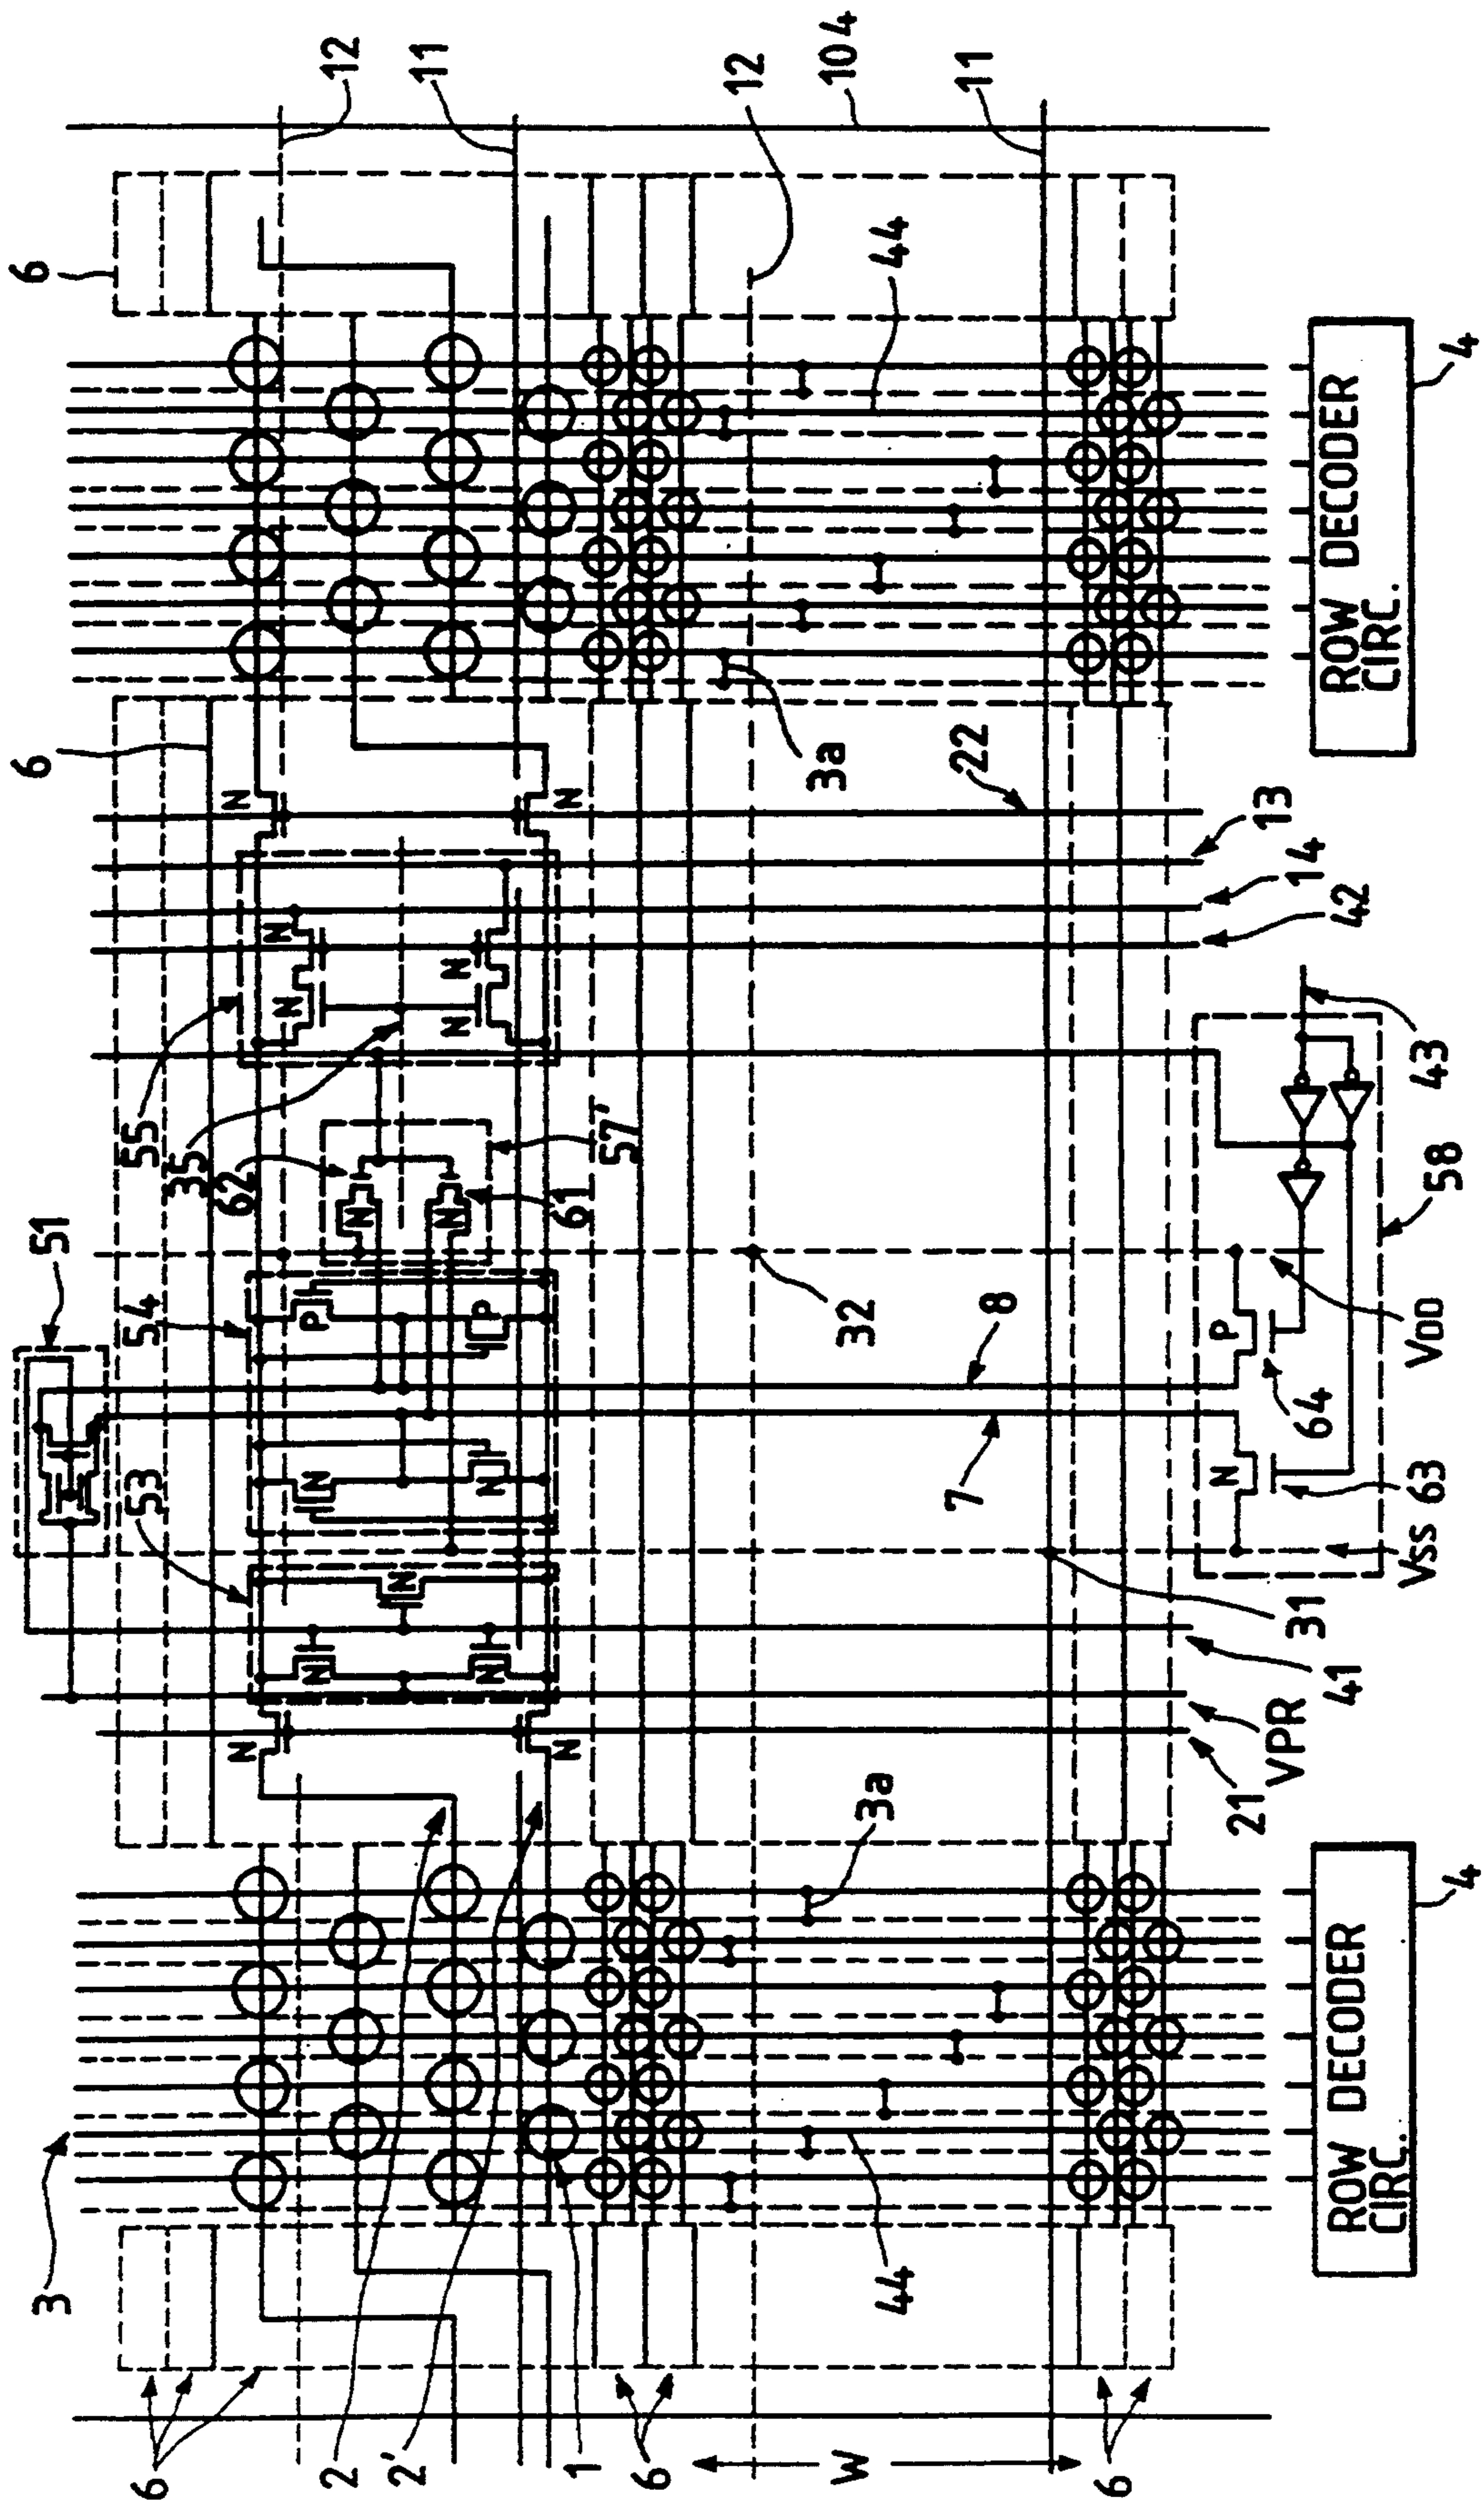 12
11
12
104
11
6
44
4
ROW DECODER
CIRC.
6
N
N
3a
22
13
14
42
N
N
N
N
55
35
62
57'
61
N
N
43
58
51
54
P
P
32
8
P
64
VDD
53
N
N
7
N
63
VSS
N
N
N
31
41
VPR
21
N
N
3a
4
ROW DECODER
CIRC.
3
44
6
2
2'
1
6
W
6